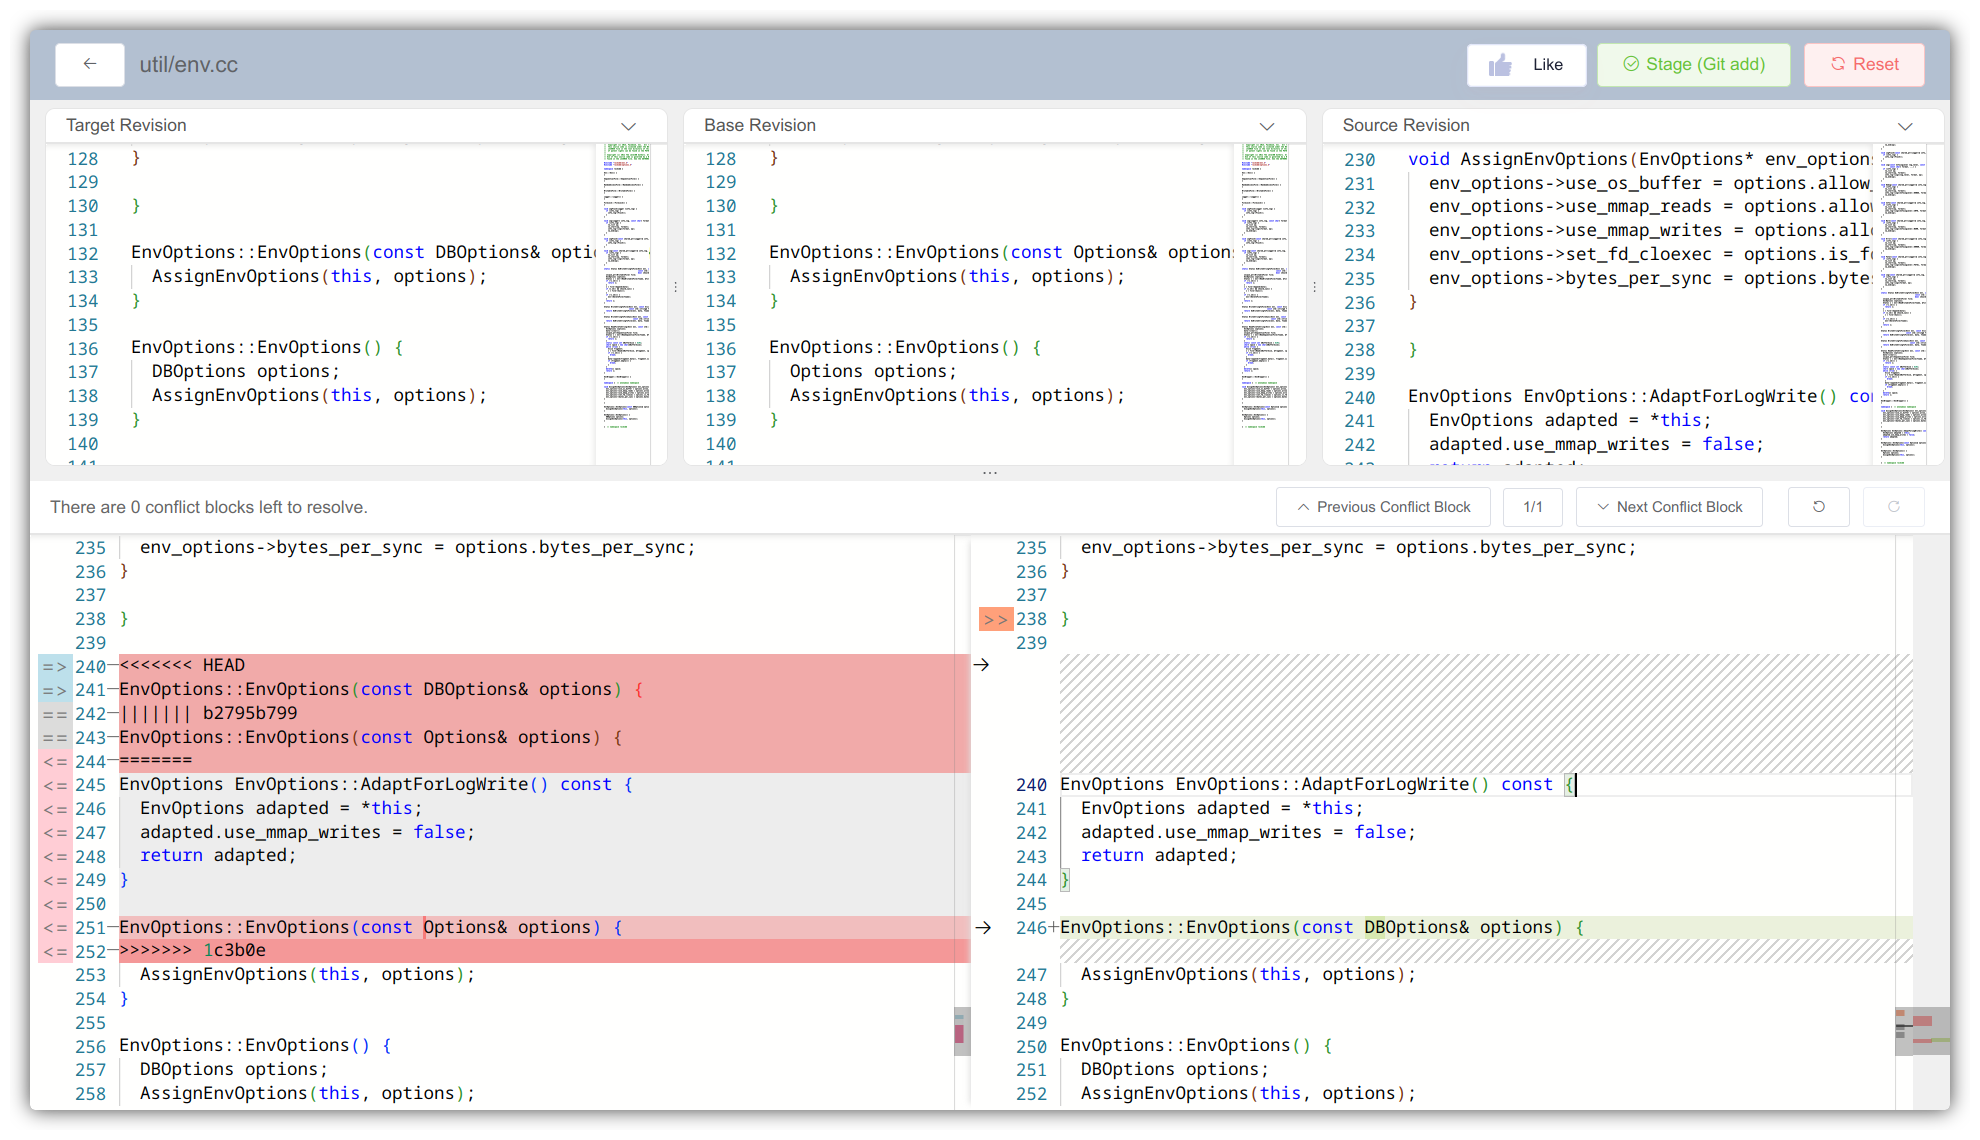 util/env.cc
Like
Stage (Git add)
Reset
Target Revision
128 }
129
130 }
131
132 EnvOptions::EnvOptions(const DBOptions& optio
133 AssignEnvOptions(this, options);
134 }
135
136 EnvOptions::EnvOptions() {
137 DBOptions options;
138 AssignEnvOptions(this, options);
139 }
140
Base Revision
128 }
129
130 }
131
132 EnvOptions::EnvOptions(const Options& option
133 AssignEnvOptions(this, options);
134 }
135
136 EnvOptions::EnvOptions() {
137 Options options;
138 AssignEnvOptions(this, options);
139 }
140
Source Revision
230 void AssignEnvOptions(EnvOptions* env_options
231 env_options->use_os_buffer = options.allow_
232 env_options->use_mmap_reads = options.allow
233 env_options->use_mmap_writes = options.allo
234 env_options->set_fd_cloexec = options.is_fd
235 env_options->bytes_per_sync = options.bytes
236 }
237
238 }
239
240 EnvOptions EnvOptions::AdaptForLogWrite() con
241 EnvOptions adapted = *this;
242 adapted.use_mmap_writes = false;
There are 0 conflict blocks left to resolve.
Previous Conflict Block
1/1
Next Conflict Block
235 env_options->bytes_per_sync = options.bytes_per_sync;
236 }
237
238 }
239
=> 240 <<<<<<< HEAD
=> 241 EnvOptions::EnvOptions(const DBOptions& options) {
== 242 ||||||| b2795b799
== 243 EnvOptions::EnvOptions(const Options& options) {
<= 244 =======
<= 245 EnvOptions EnvOptions::AdaptForLogWrite() const {
<= 246 EnvOptions adapted = *this;
<= 247 adapted.use_mmap_writes = false;
<= 248 return adapted;
<= 249 }
<= 250
<= 251 EnvOptions::EnvOptions(const Options& options) {
<= 252 >>>>>>> 1c3b0e
253 AssignEnvOptions(this, options);
254 }
255
256 EnvOptions::EnvOptions() {
257 DBOptions options;
258 AssignEnvOptions(this, options);
235 env_options->bytes_per_sync = options.bytes_per_sync;
236 }
237
>> 238 }
239
240 EnvOptions EnvOptions::AdaptForLogWrite() const {
241 EnvOptions adapted = *this;
242 adapted.use_mmap_writes = false;
243 return adapted;
244 }
245
246+ EnvOptions::EnvOptions(const DBOptions& options) {
247 AssignEnvOptions(this, options);
248 }
249
250 EnvOptions::EnvOptions() {
251 DBOptions options;
252 AssignEnvOptions(this, options);